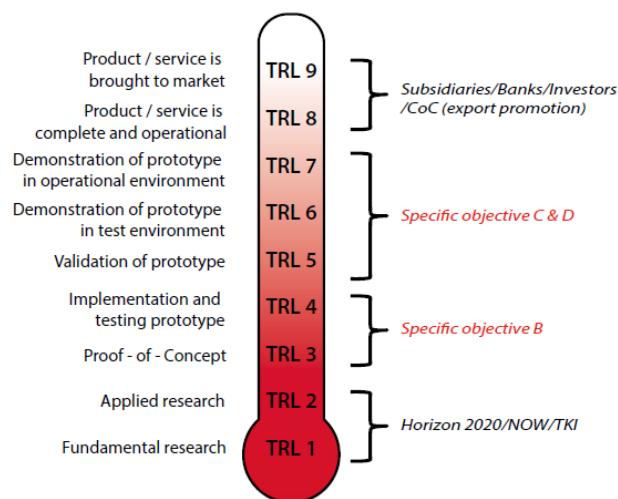 Product / service is
brought to market
TRL 9
Subsidiaries/Banks/Investors
/CoC (export promotion)
Product / service is
complete and operational
TRL 8
Demonstration of prototype
in operational environment
TRL 7
Specific objective C & D
Demonstration of prototype
in test environment
TRL 6
Validation of prototype
TRL 5
Implementation and
testing prototype
TRL 4
Specific objective B
Proof - of - Concept
TRL 3
Applied research
TRL 2
Horizon 2020/NOW/TKI
Fundamental research
TRL 1